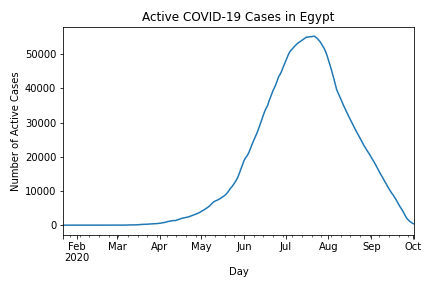 Active COVID-19 Cases in Egypt
Number of Active Cases
50000
40000
30000
20000
10000
0
Feb Mar Apr May Jun Jul Aug Sep Oct
2020
Day